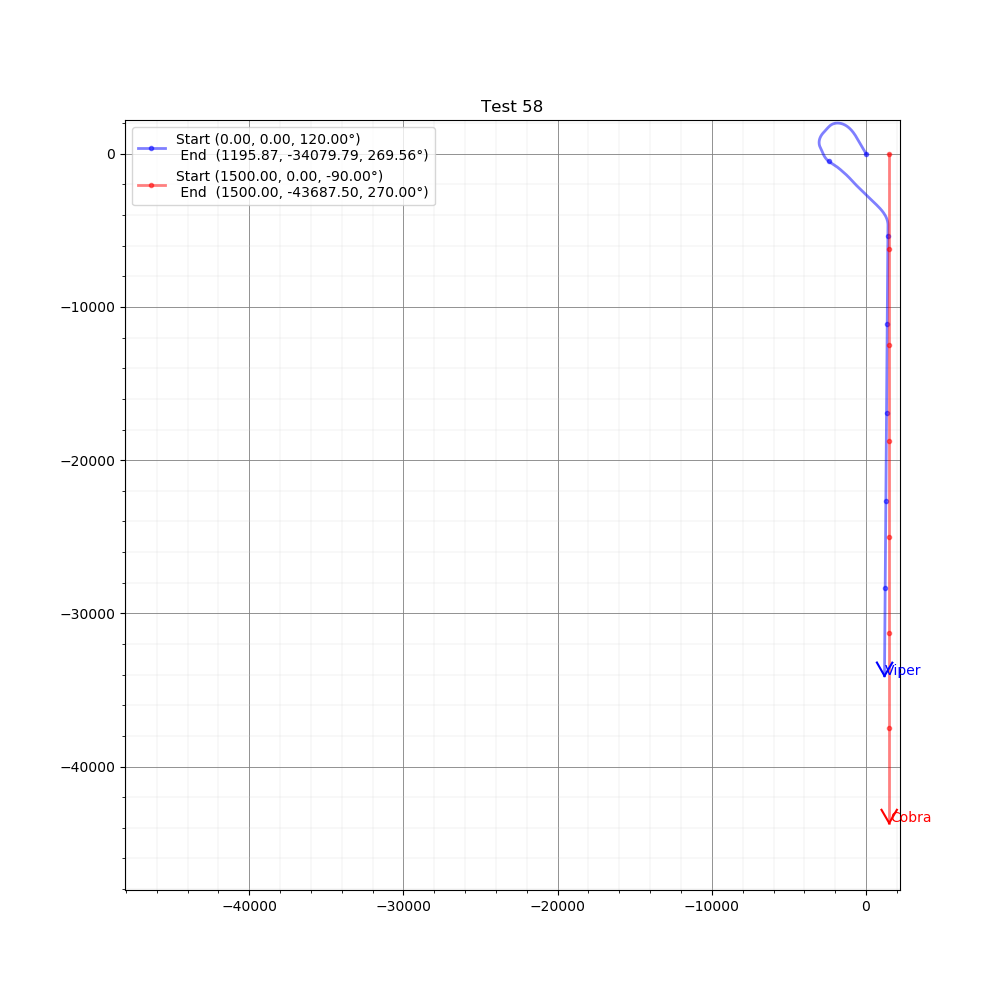 Test 58
Start (0.00, 0.00, 120.00°)
End (1195.87, -34079.79, 269.56°)
Start (1500.00, 0.00, -90.00°)
End (1500.00, -43687.50, 270.00°)
0
−10000
−20000
−30000
−40000
Viper
Cobra
−40000
−30000
−20000
−10000
0